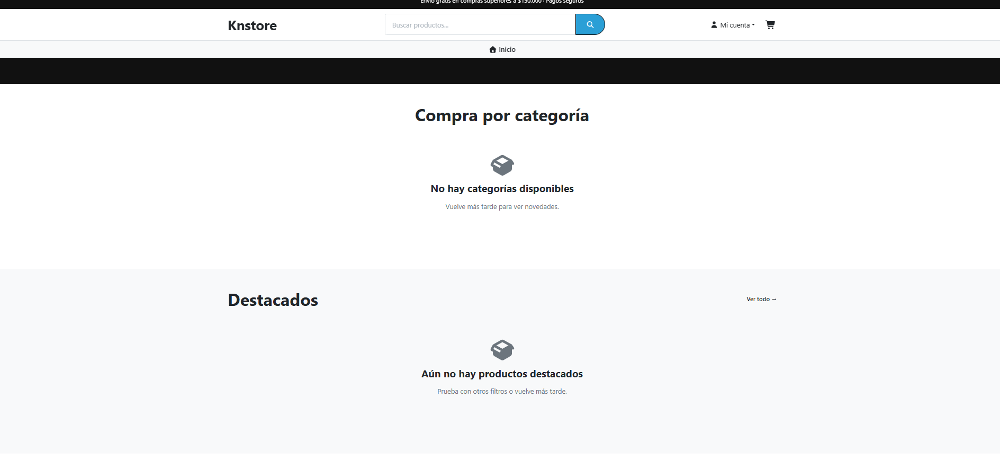 Envío gratis en compras superiores a $150.000 · Pagos seguros
Knstore
Buscar productos...
Mi cuenta
Inicio
Compra por categoría
No hay categorías disponibles
Vuelve más tarde para ver novedades.
Destacados
Ver todo →
Aún no hay productos destacados
Prueba con otros filtros o vuelve más tarde.